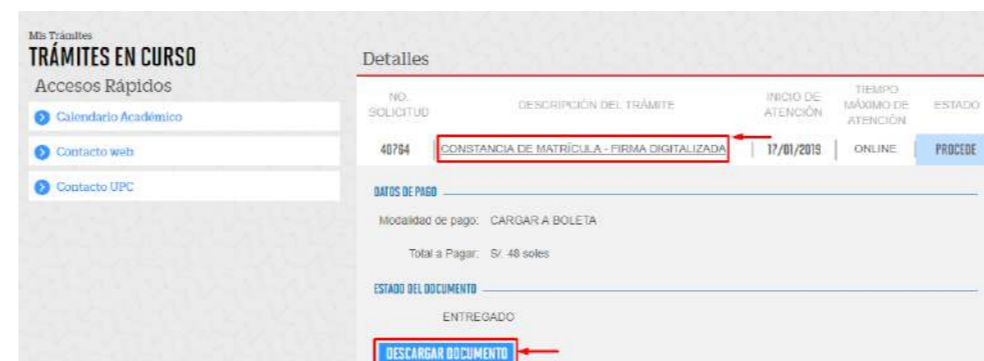 Mis Trámites
TRÁMITES EN CURSO
Accesos Rápidos
Calendario Académico
Contacto web
Contacto UPC
Detalles
NO. SOLICITUD
DESCRIPCIÓN DEL TRÁMITE
INICIO DE ATENCIÓN
TIEMPO MÁXIMO DE ATENCIÓN
ESTADO
40764 CONSTANCIA DE MATRÍCULA - FIRMA DIGITALIZADA 17/01/2019 ONLINE PROCEDE
DATOS DE PAGO
Modalidad de pago: CARGAR A BOLETA
Total a Pagar: S/. 48 soles
ESTADO DEL DOCUMENTO
ENTREGADO
DESCARGAR DOCUMENTO